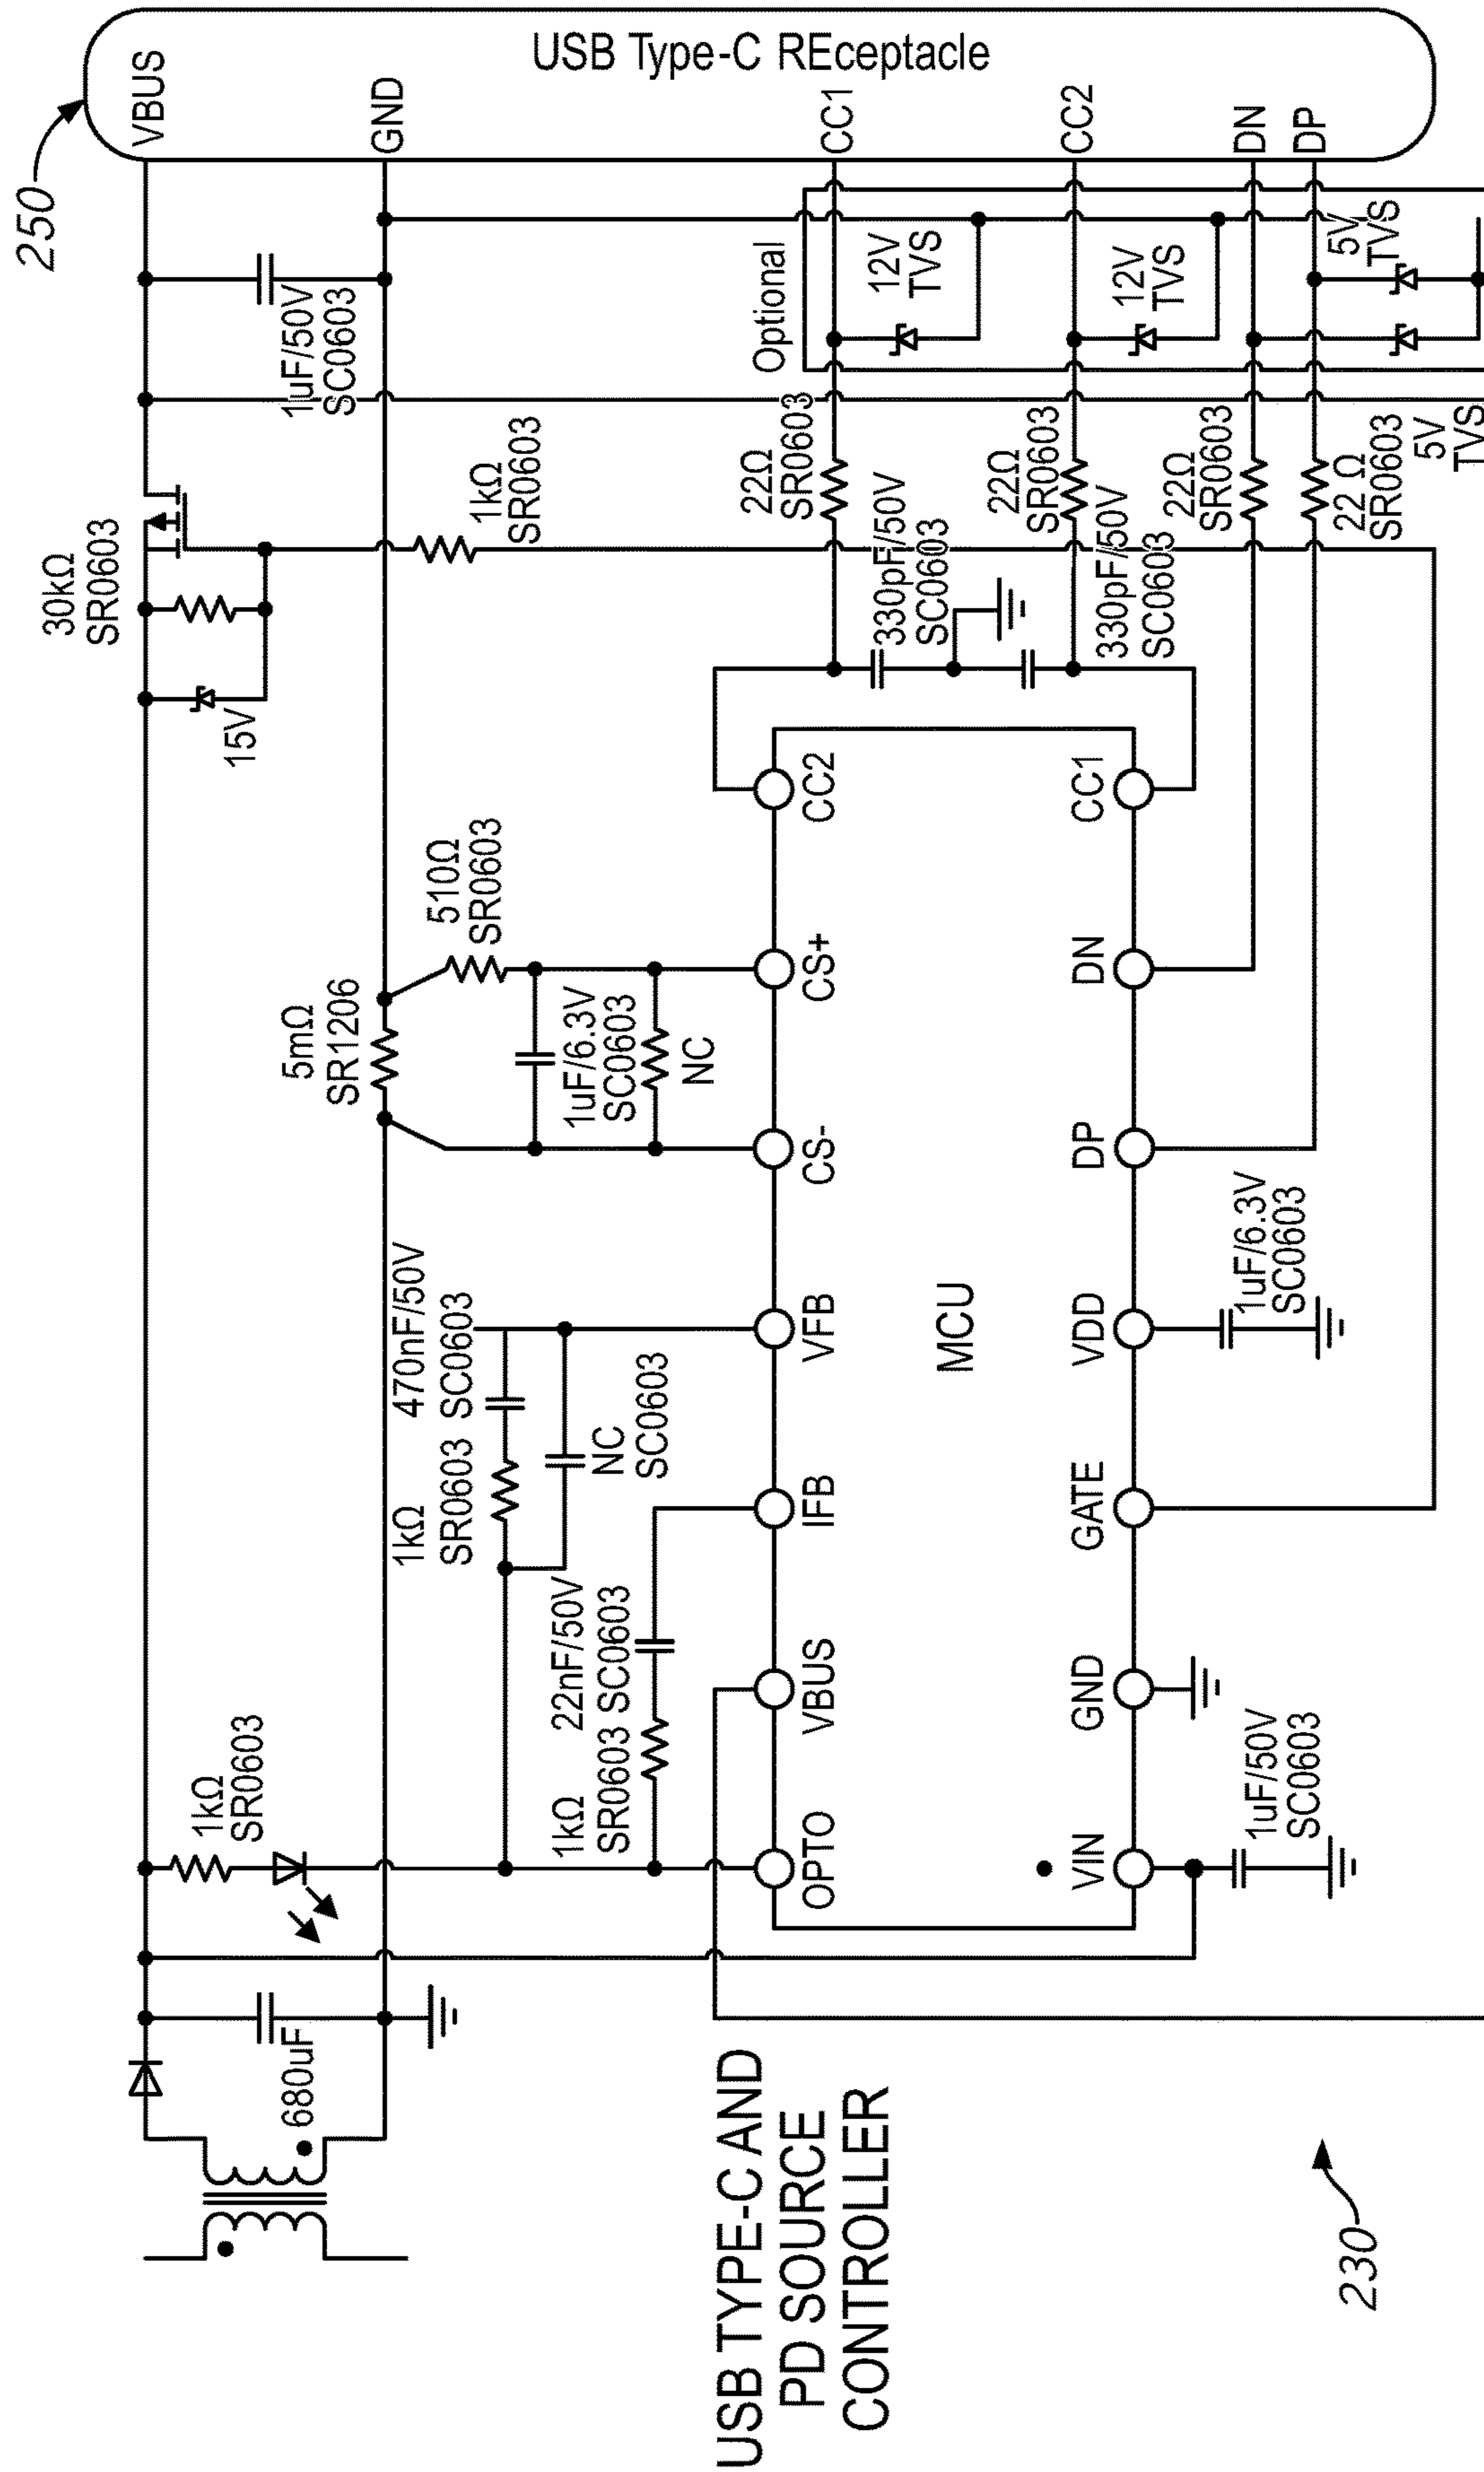 250
USB Type-C REceptacle
VBUS
GND
CC1
CC2
DN
DP
1uF/50V
SC0603
Optional
12V
TVS
12V
TVS
5V
TVS
5V
TVS
30kΩ
SR0603
15V
1kΩ
SR0603
22Ω
SR0603
22Ω
SR0603
22Ω
SR0603
22 Ω
SR0603
330pF/50V
SC0603
330pF/50V
SC0603
5mΩ
SR1206
510Ω
SR0603
1uF/6.3V
SC0603
NC
470nF/50V
SC0603
1kΩ
SR0603
NC
SC0603
22nF/50V
SC0603
1kΩ
SR0603
1kΩ
SR0603
680uF
OPTO
VBUS
IFB
VFB
CS-
CS+
CC2
MCU
VIN
GND
GATE
VDD
DP
DN
CC1
1uF/50V
SC0603
1uF/6.3V
SC0603
USB TYPE-C AND
PD SOURCE
CONTROLLER
230